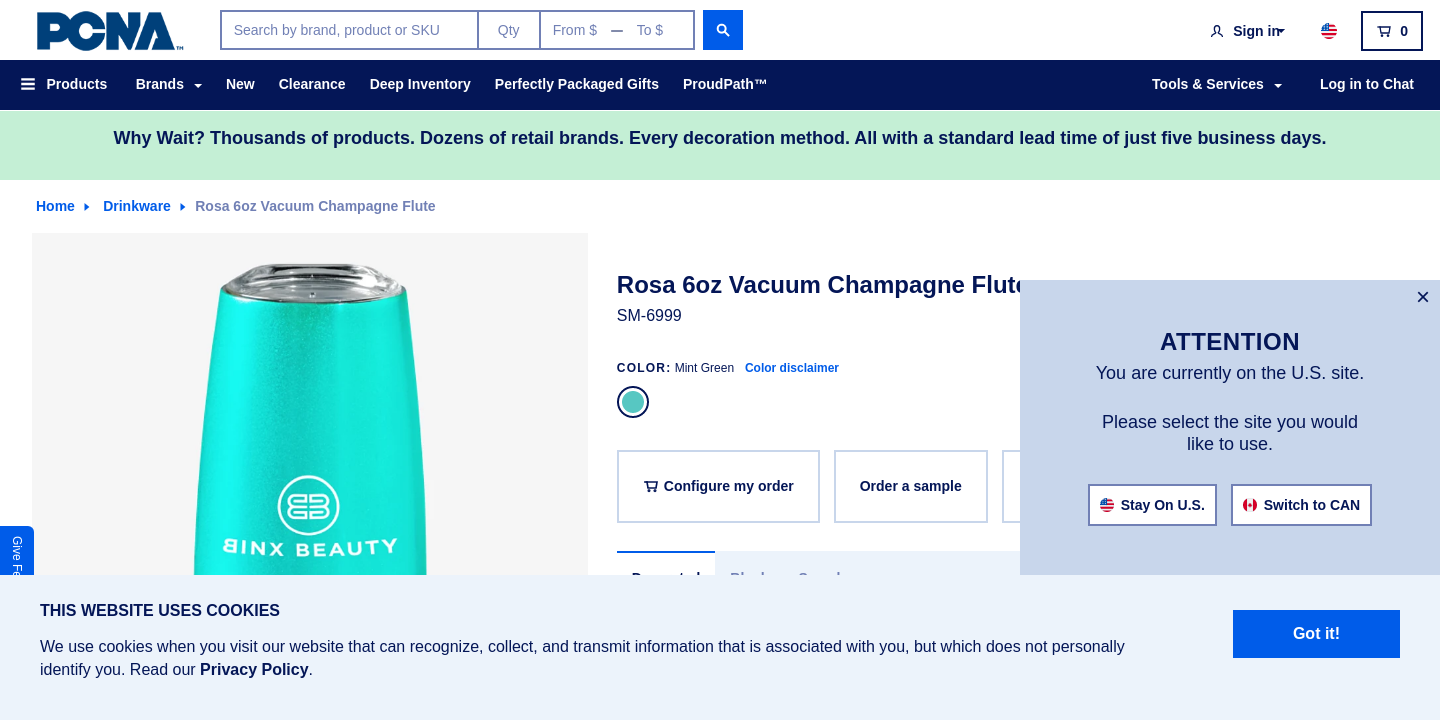 PCNA™
Search by brand, product or SKU
Qty
From $ — To $
Sign in
0
Products
Brands
New
Clearance
Deep Inventory
Perfectly Packaged Gifts
ProudPath™
Tools & Services
Log in to Chat
Why Wait? Thousands of products. Dozens of retail brands. Every decoration method. All with a standard lead time of just five business days.
Home
Drinkware
Rosa 6oz Vacuum Champagne Flute
BINX BEAUTY
Rosa 6oz Vacuum Champagne Flute
SM-6999
COLOR: Mint Green Color disclaimer
Configure my order
Order a sample
×
ATTENTION
You are currently on the U.S. site.
Please select the site you would
like to use.
Stay On U.S.
Switch to CAN
Give Fe
THIS WEBSITE USES COOKIES
We use cookies when you visit our website that can recognize, collect, and transmit information that is associated with you, but which does not personally
identify you. Read our Privacy Policy.
Got it!